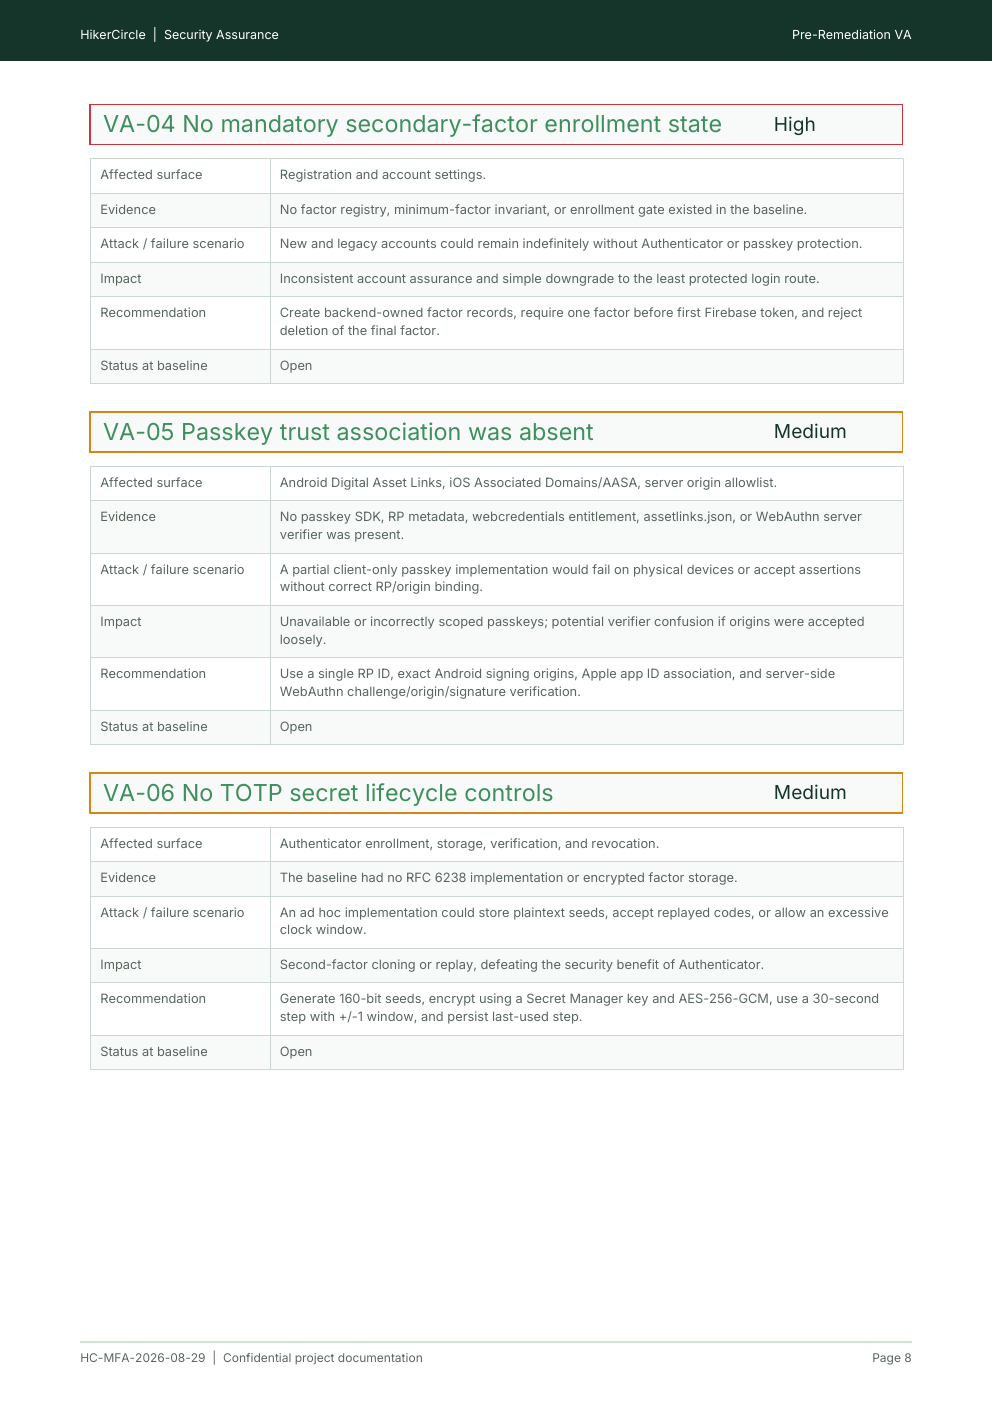 HikerCircle | Security Assurance
Pre-Remediation VA
VA-04 No mandatory secondary-factor enrollment state
High
Affected surface
Registration and account settings.
Evidence
No factor registry, minimum-factor invariant, or enrollment gate existed in the baseline.
Attack / failure scenario
New and legacy accounts could remain indefinitely without Authenticator or passkey protection.
Impact
Inconsistent account assurance and simple downgrade to the least protected login route.
Recommendation
Create backend-owned factor records, require one factor before first Firebase token, and reject
deletion of the final factor.
Status at baseline
Open
VA-05 Passkey trust association was absent
Medium
Affected surface
Android Digital Asset Links, iOS Associated Domains/AASA, server origin allowlist.
Evidence
No passkey SDK, RP metadata, webcredentials entitlement, assetlinks.json, or WebAuthn server
verifier was present.
Attack / failure scenario
A partial client-only passkey implementation would fail on physical devices or accept assertions
without correct RP/origin binding.
Impact
Unavailable or incorrectly scoped passkeys; potential verifier confusion if origins were accepted
loosely.
Recommendation
Use a single RP ID, exact Android signing origins, Apple app ID association, and server-side
WebAuthn challenge/origin/signature verification.
Status at baseline
Open
VA-06 No TOTP secret lifecycle controls
Medium
Affected surface
Authenticator enrollment, storage, verification, and revocation.
Evidence
The baseline had no RFC 6238 implementation or encrypted factor storage.
Attack / failure scenario
An ad hoc implementation could store plaintext seeds, accept replayed codes, or allow an excessive
clock window.
Impact
Second-factor cloning or replay, defeating the security benefit of Authenticator.
Recommendation
Generate 160-bit seeds, encrypt using a Secret Manager key and AES-256-GCM, use a 30-second
step with +/-1 window, and persist last-used step.
Status at baseline
Open
HC-MFA-2026-08-29 | Confidential project documentation
Page 8